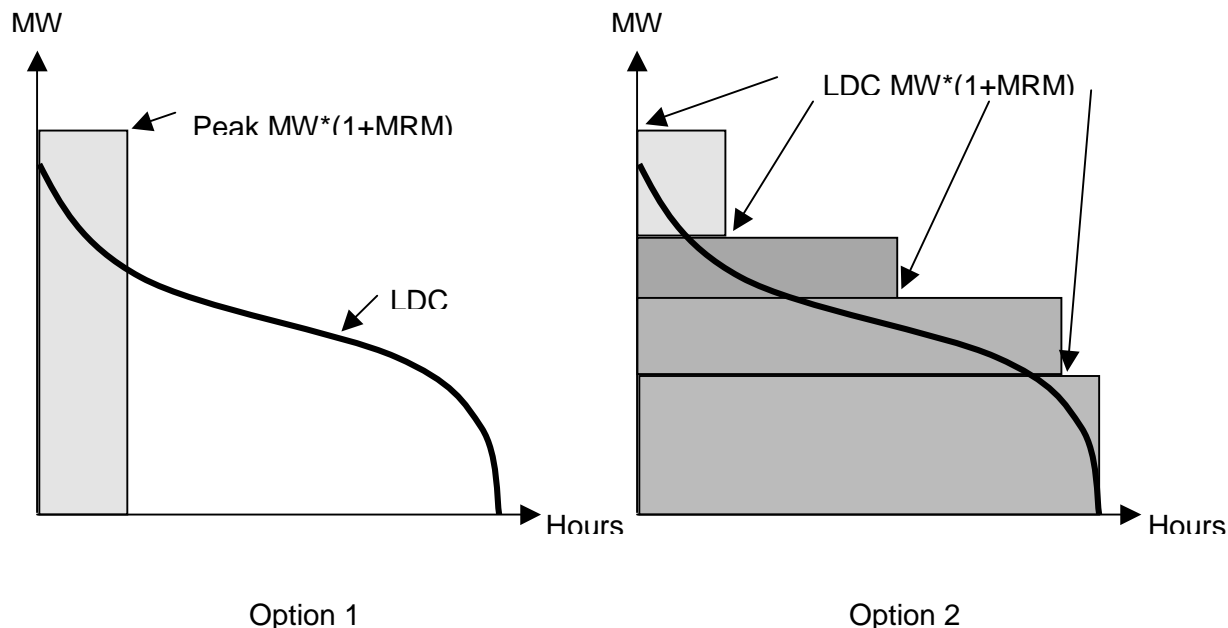 MW
Peak MW*(1+MRM)
LDC
Hours
Option 1
MW
LDC MW*(1+MRM)
Hours
Option 2